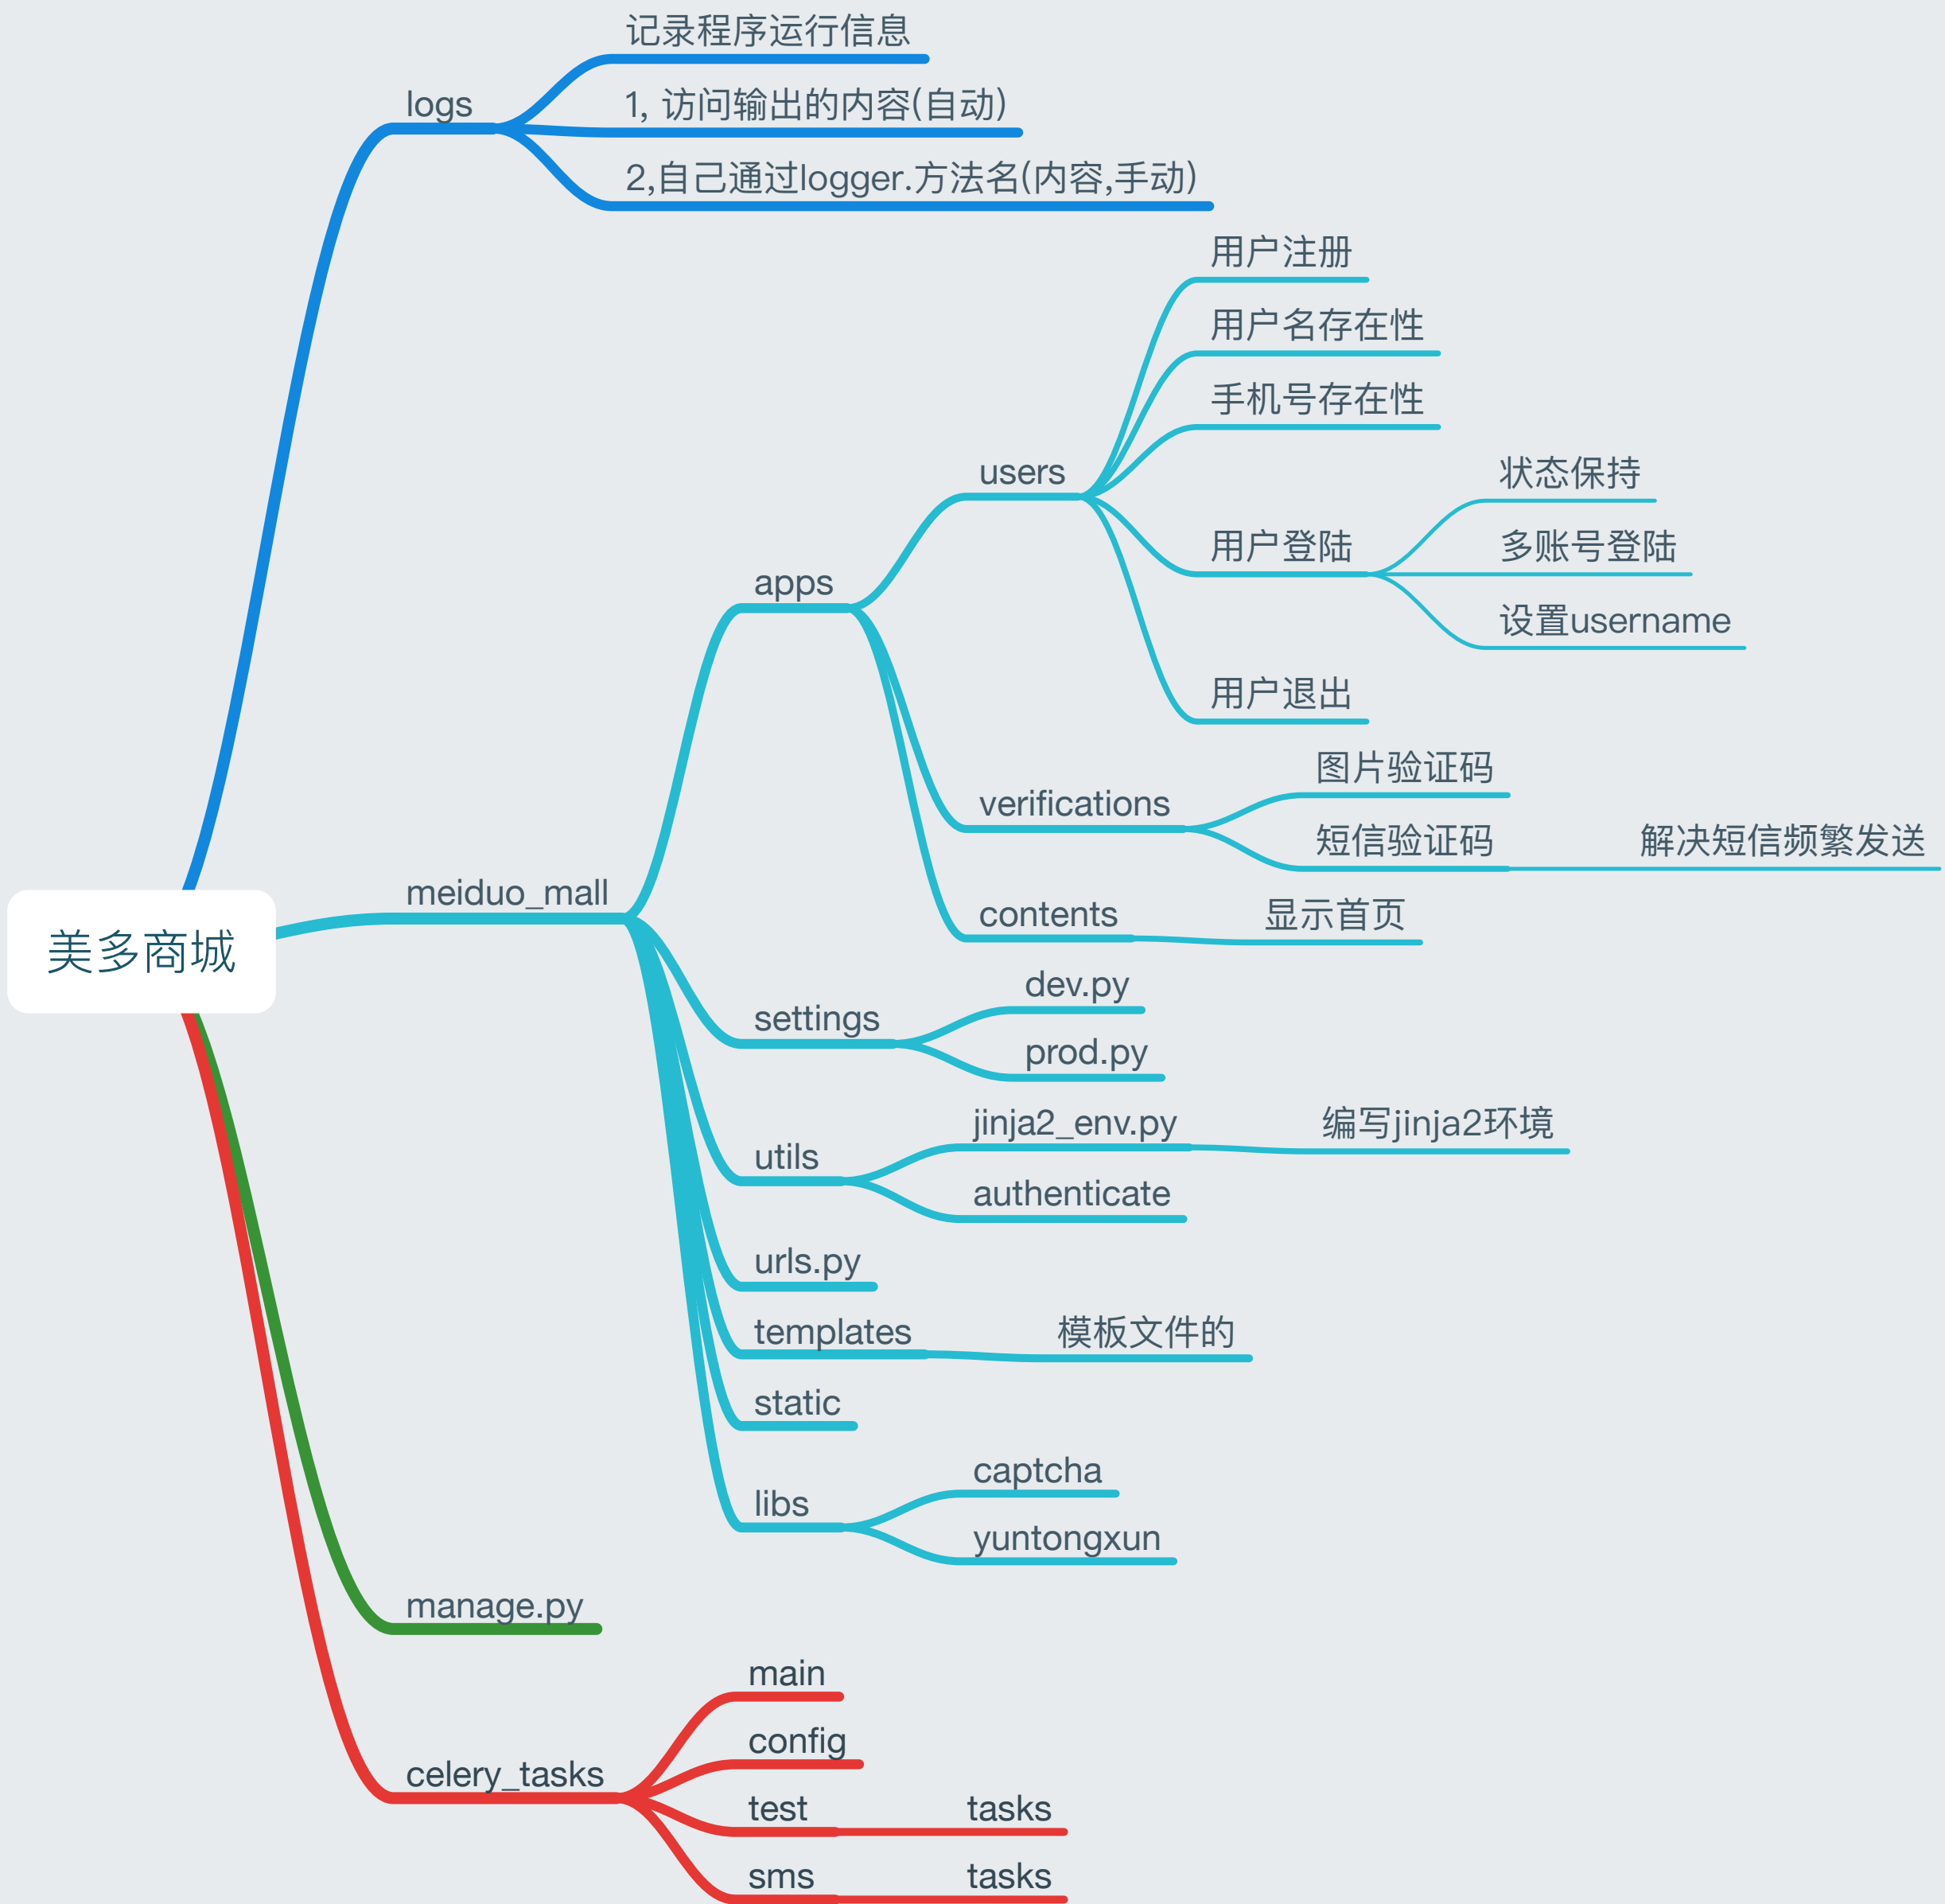 记录程序运行信息
logs
1, 访问输出的内容(自动)
2,自己通过logger.方法名(内容,手动)
用户注册
用户名存在性
手机号存在性
users
状态保持
用户登陆
多账号登陆
设置username
apps
用户退出
图片验证码
verifications
短信验证码
解决短信频繁发送
meiduo_mall
contents
显示首页
美多商城
dev.py
settings
prod.py
jinja2_env.py
编写jinja2环境
utils
authenticate
urls.py
templates
模板文件的
static
captcha
libs
yuntongxun
manage.py
main
config
celery_tasks
test
tasks
sms
tasks